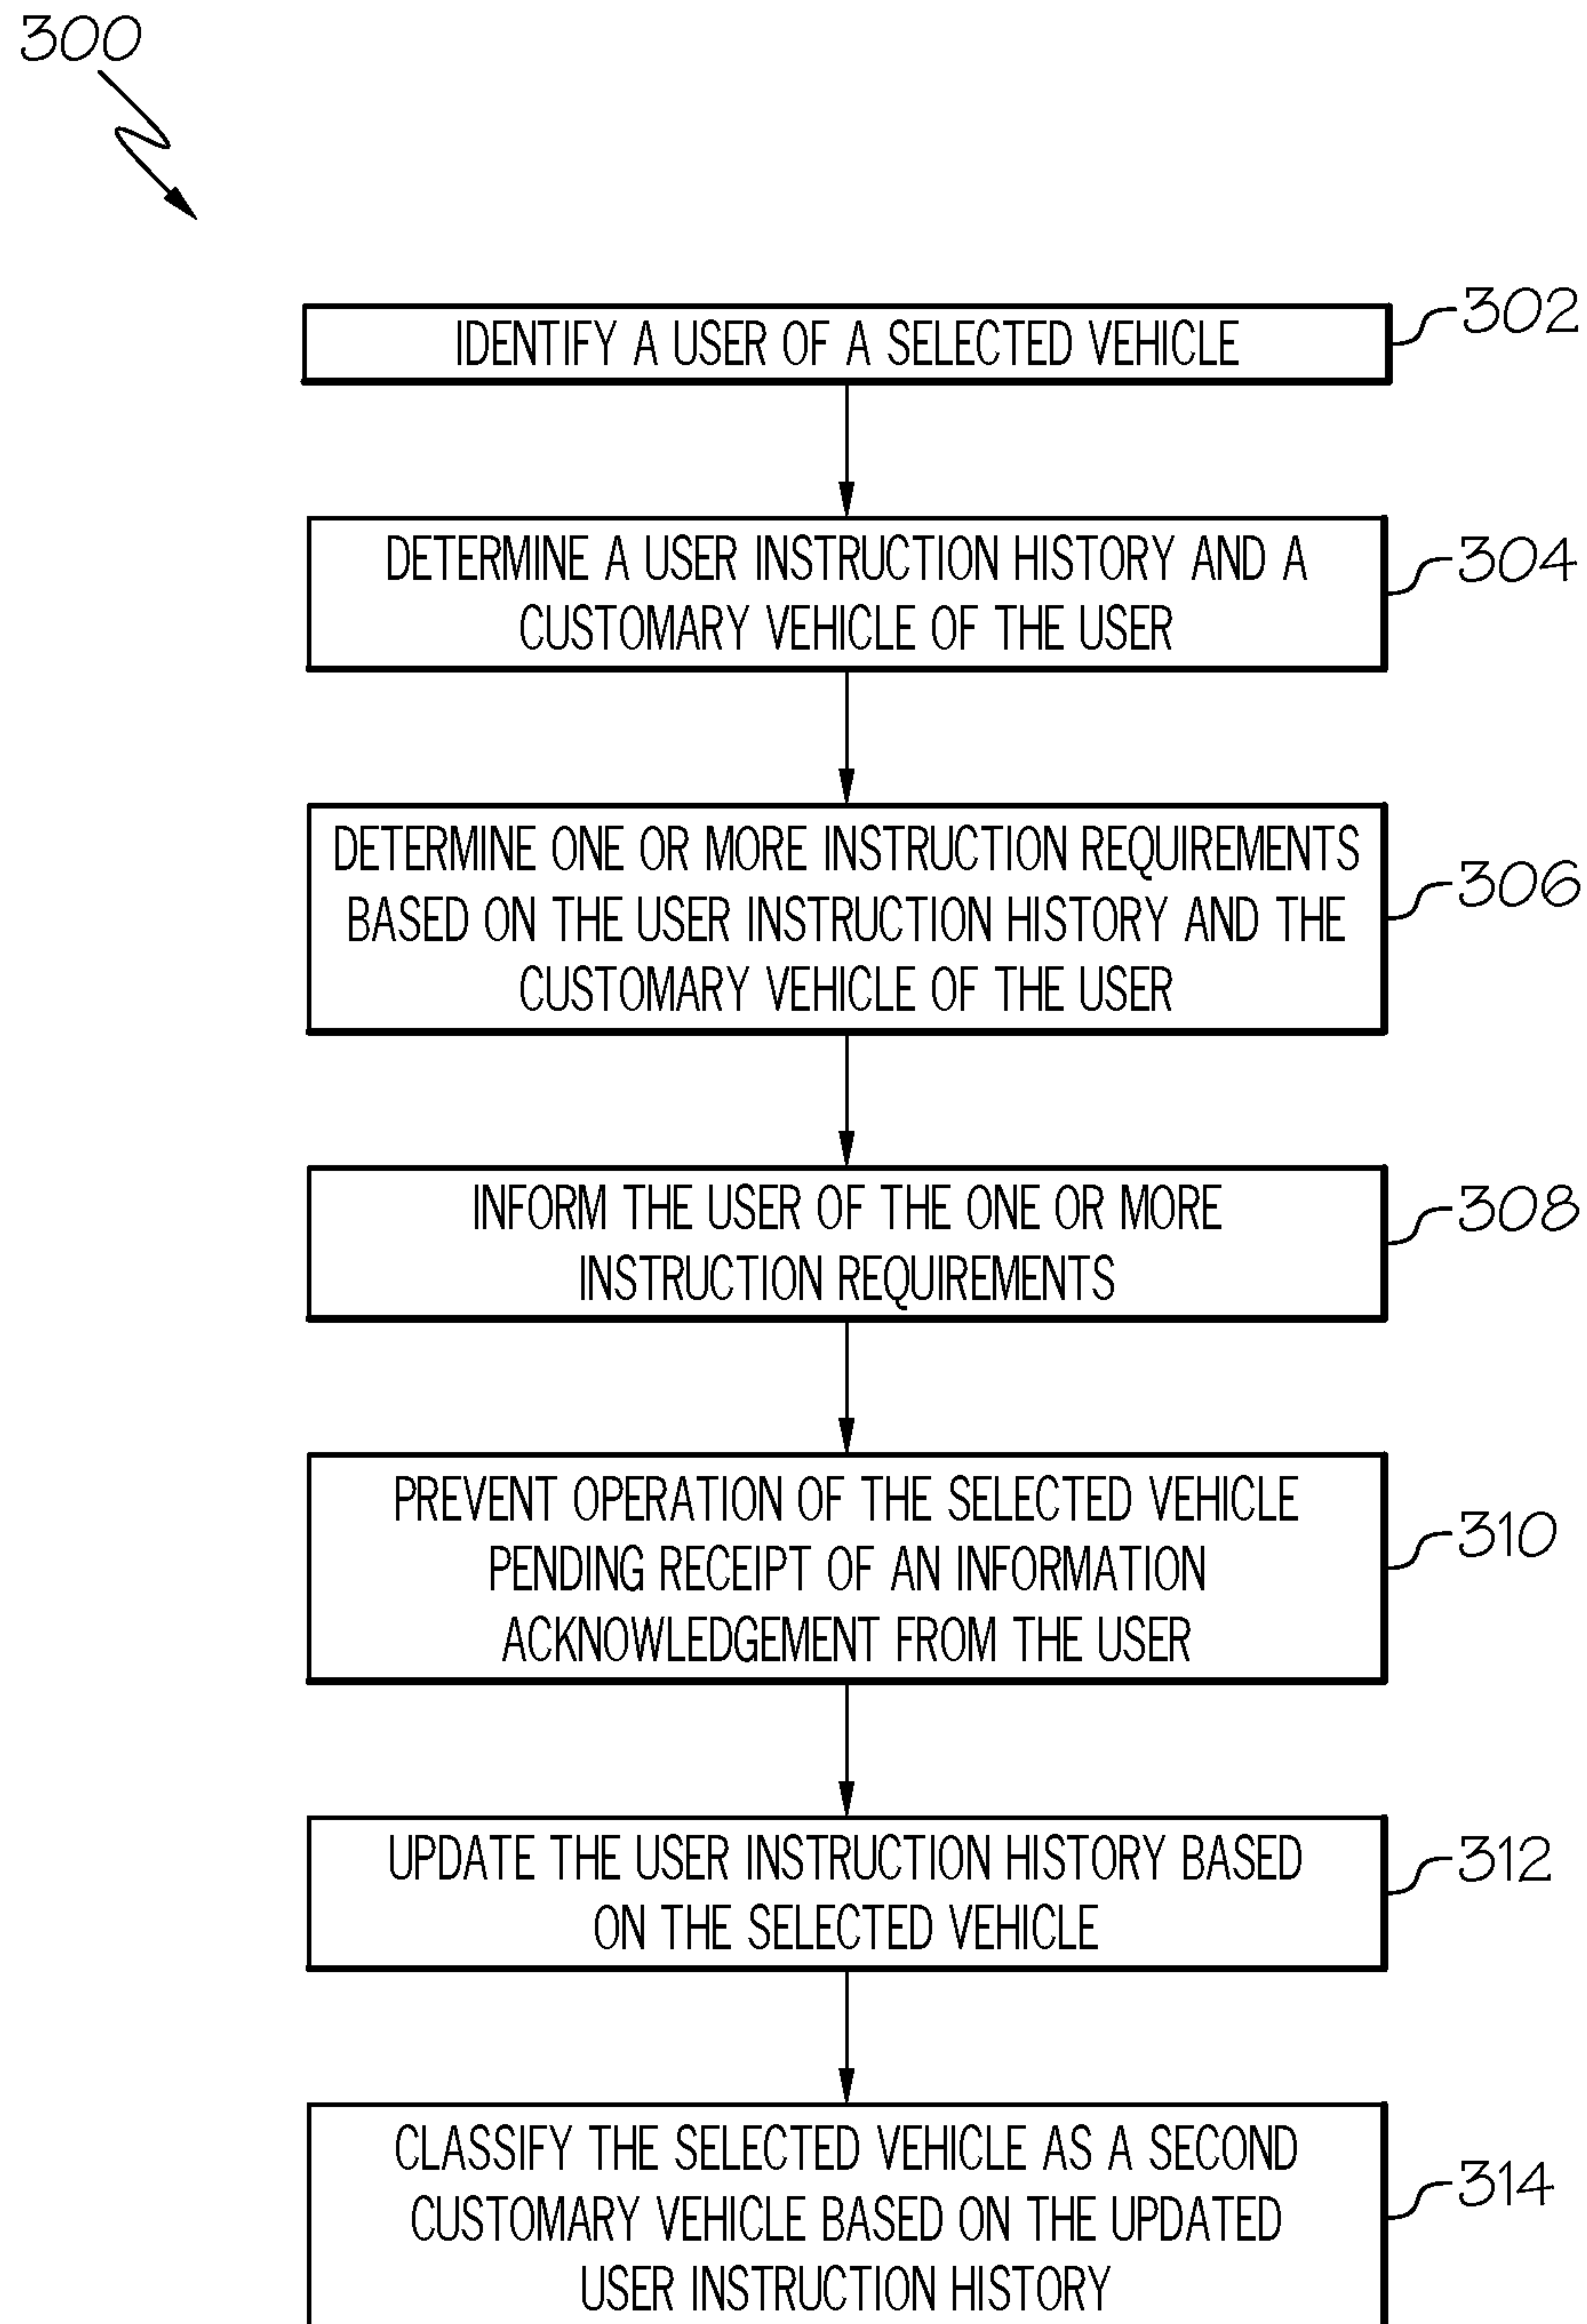 300
IDENTIFY A USER OF A SELECTED VEHICLE
302
DETERMINE A USER INSTRUCTION HISTORY AND A
CUSTOMARY VEHICLE OF THE USER
304
DETERMINE ONE OR MORE INSTRUCTION REQUIREMENTS
BASED ON THE USER INSTRUCTION HISTORY AND THE
CUSTOMARY VEHICLE OF THE USER
306
INFORM THE USER OF THE ONE OR MORE
INSTRUCTION REQUIREMENTS
308
PREVENT OPERATION OF THE SELECTED VEHICLE
PENDING RECEIPT OF AN INFORMATION
ACKNOWLEDGEMENT FROM THE USER
310
UPDATE THE USER INSTRUCTION HISTORY BASED
ON THE SELECTED VEHICLE
312
CLASSIFY THE SELECTED VEHICLE AS A SECOND
CUSTOMARY VEHICLE BASED ON THE UPDATED
USER INSTRUCTION HISTORY
314